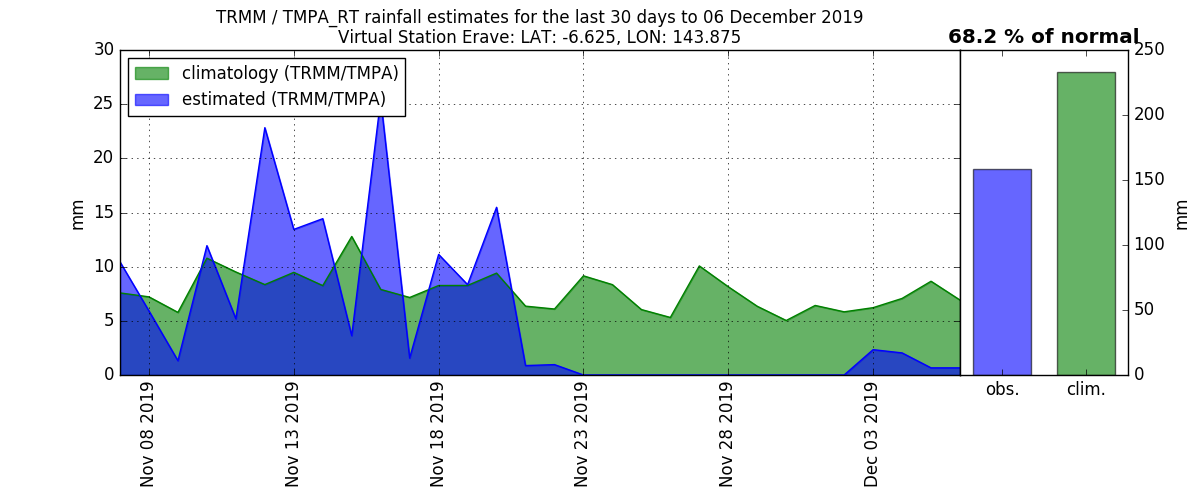 TRMM / TMPA_RT rainfall estimates for the last 30 days to 06 December 2019
Virtual Station Erave: LAT: -6.625, LON: 143.875
68.2 % of normal
climatology (TRMM/TMPA)
estimated (TRMM/TMPA)
mm
30
25
20
15
10
5
0
Nov 08 2019
Nov 13 2019
Nov 18 2019
Nov 23 2019
Nov 28 2019
Dec 03 2019
250
200
150
100
50
0
mm
obs.
clim.